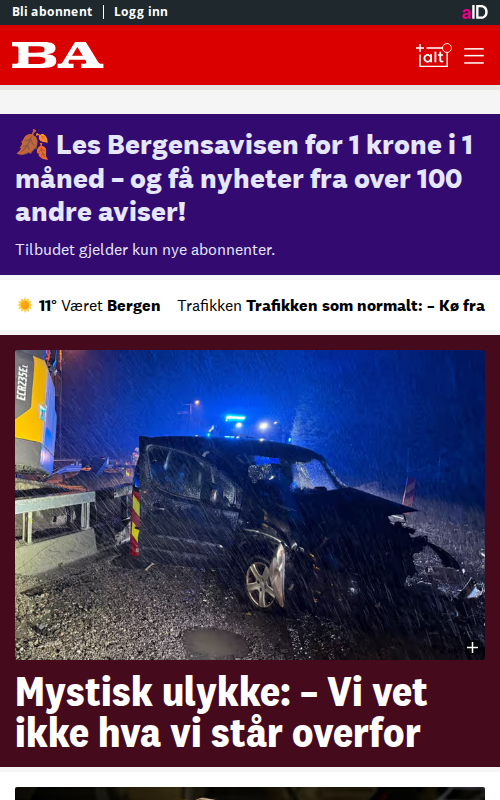 Bli abonnent | Logg inn
aID
BA
+alt
Les Bergensavisen for 1 krone i 1
måned – og få nyheter fra over 100
andre aviser!
Tilbudet gjelder kun nye abonnenter.
11° Været Bergen Trafikken Trafikken som normalt: – Kø fra
ECR235E
Mystisk ulykke: – Vi vet
ikke hva vi står overfor